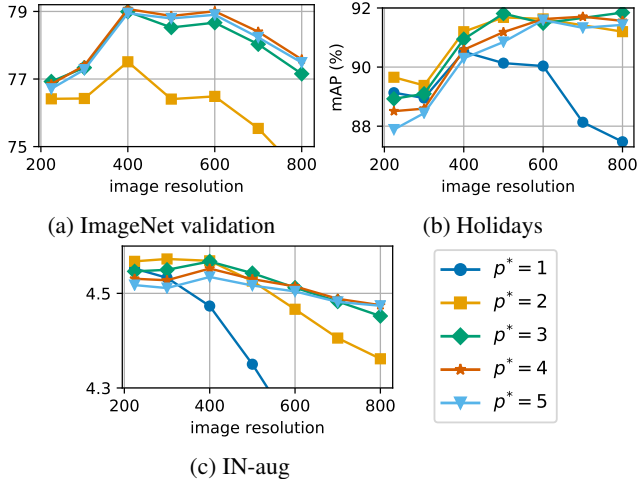 79
77
75
200 400 600 800
image resolution
(a) ImageNet validation
mAP (%)
92
90
88
200 400 600 800
image resolution
(b) Holidays
4.5
4.3
200 400 600 800
image resolution
(c) IN-aug
p* = 1
p* = 2
p* = 3
p* = 4
p* = 5